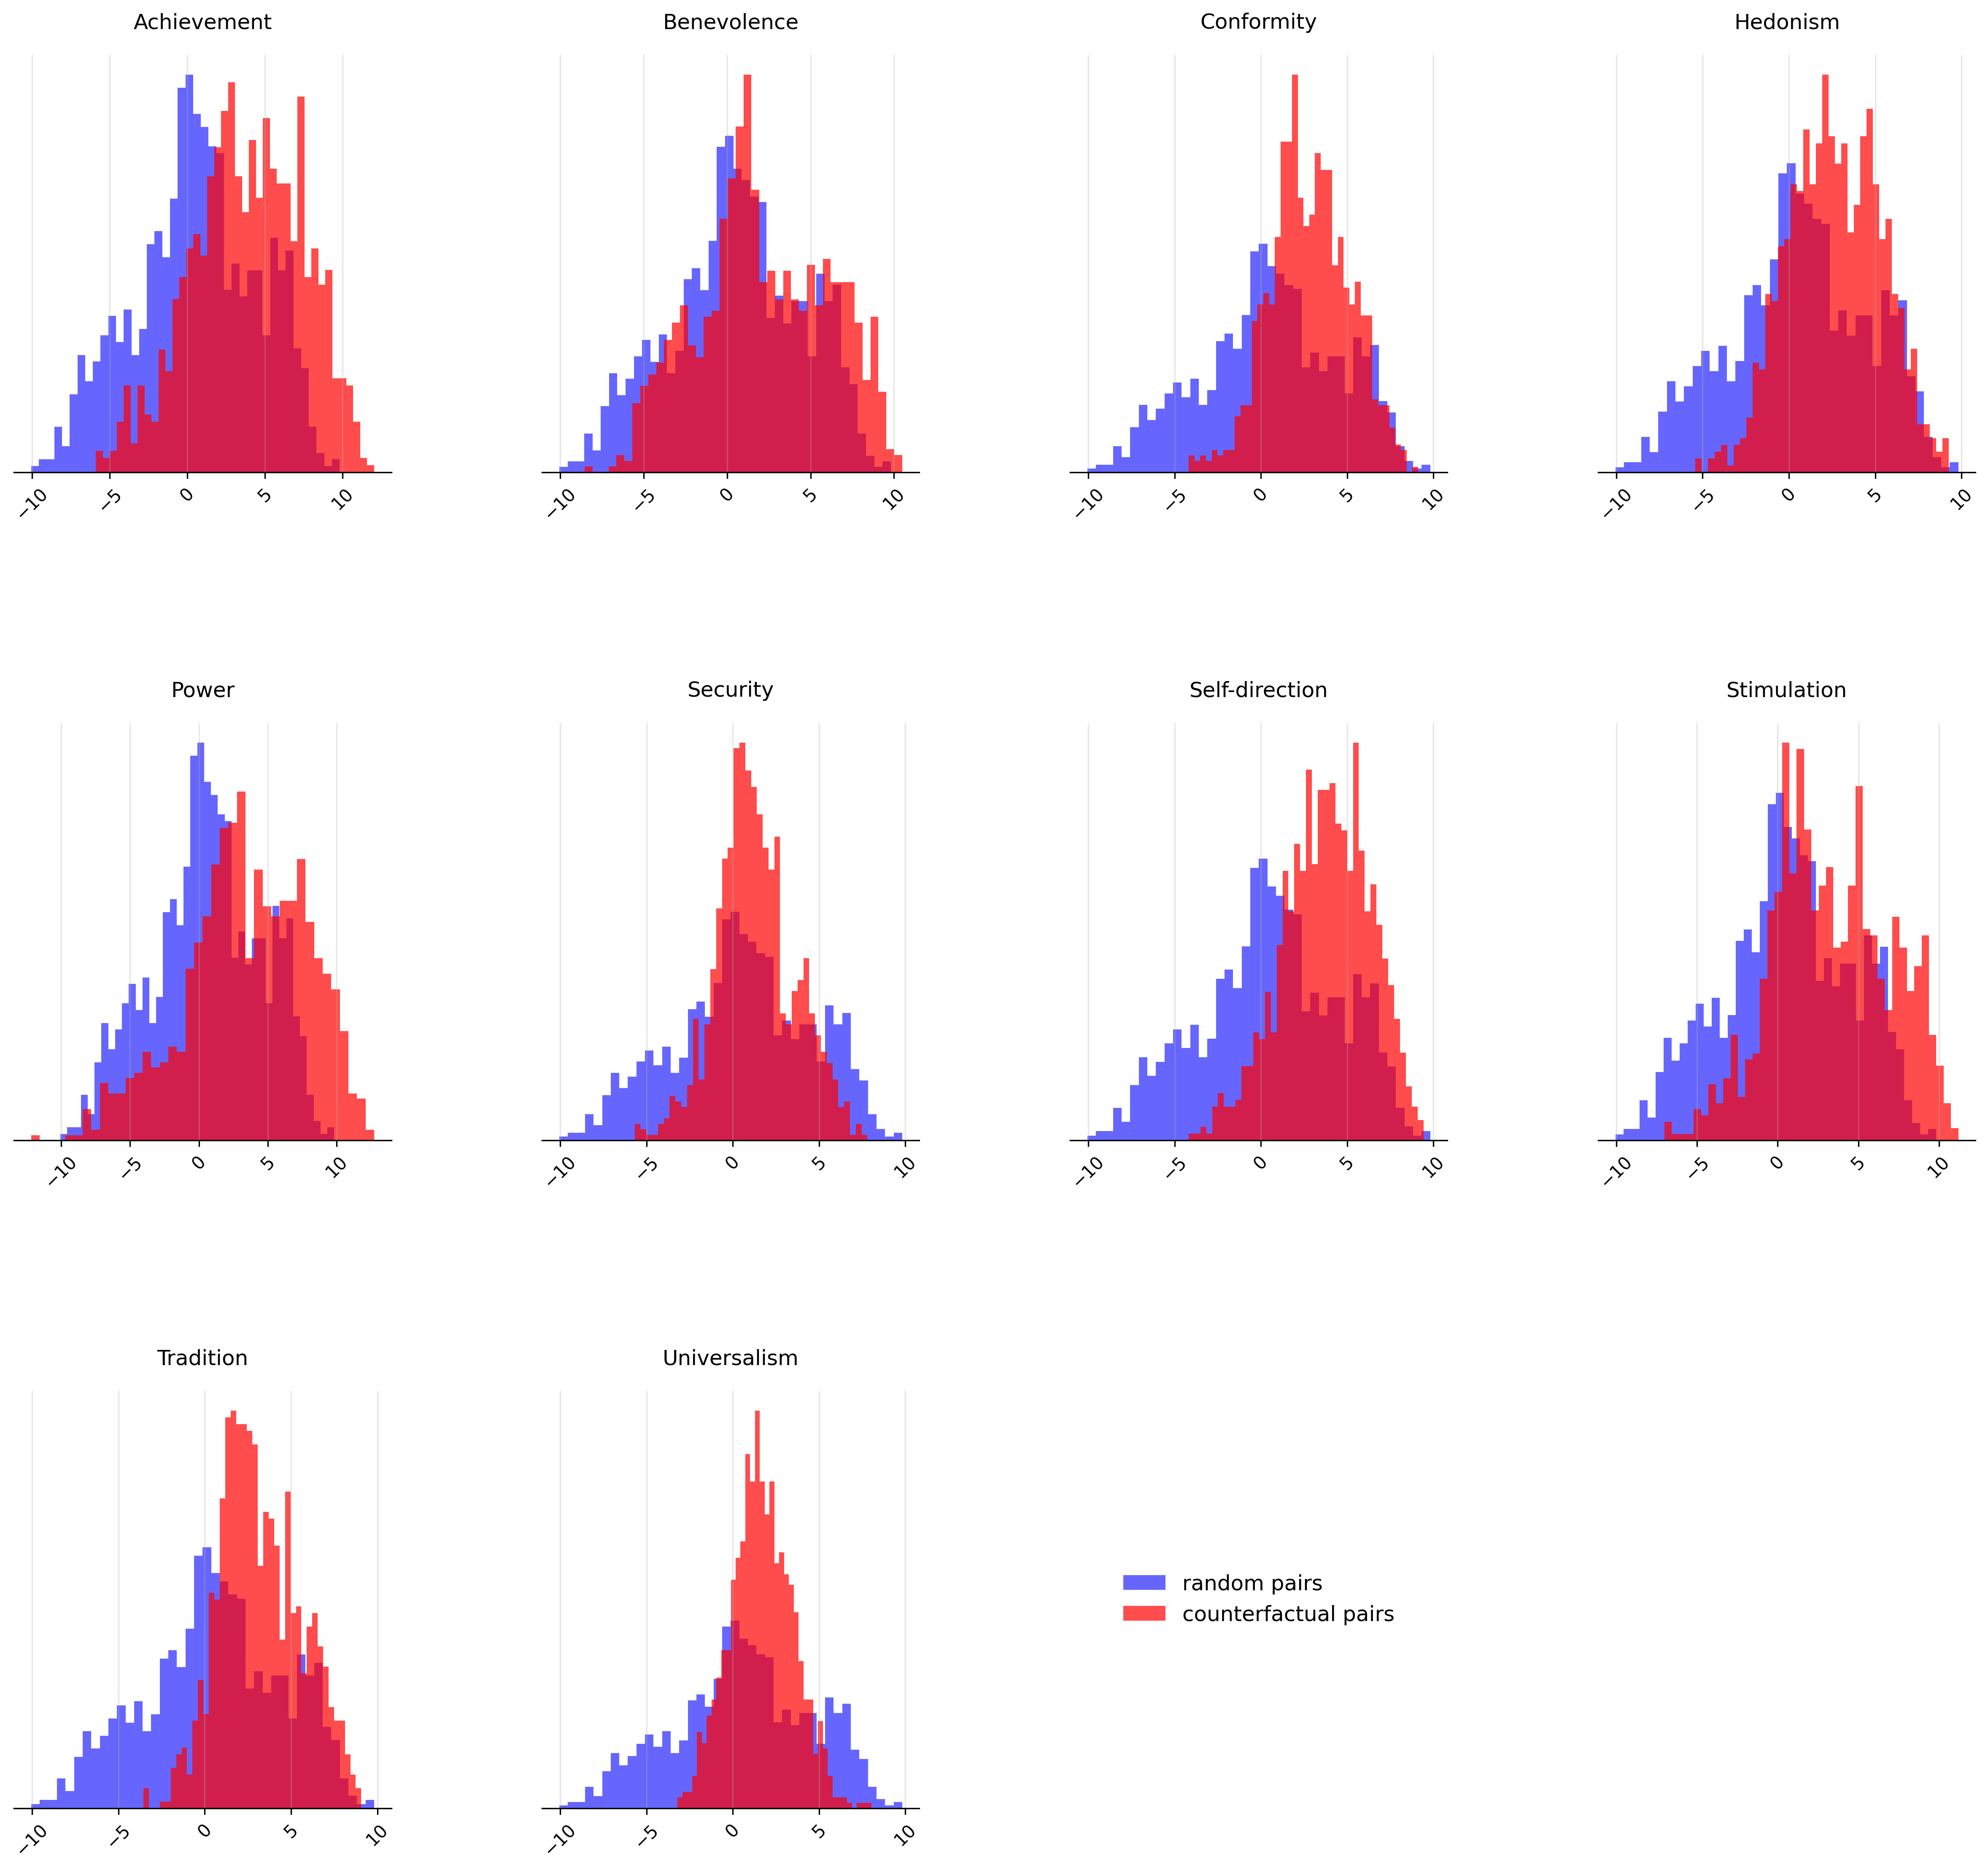 Achievement Benevolence Conformity Hedonism
−10 −5 0 5 10 −10 −5 0 5 10 −10 −5 0 5 10 −10 −5 0 5 10
Power Security Self-direction Stimulation
−10 −5 0 5 10 −10 −5 0 5 10 −10 −5 0 5 10 −10 −5 0 5 10
Tradition Universalism
random pairs
counterfactual pairs
−10 −5 0 5 10 −10 −5 0 5 10